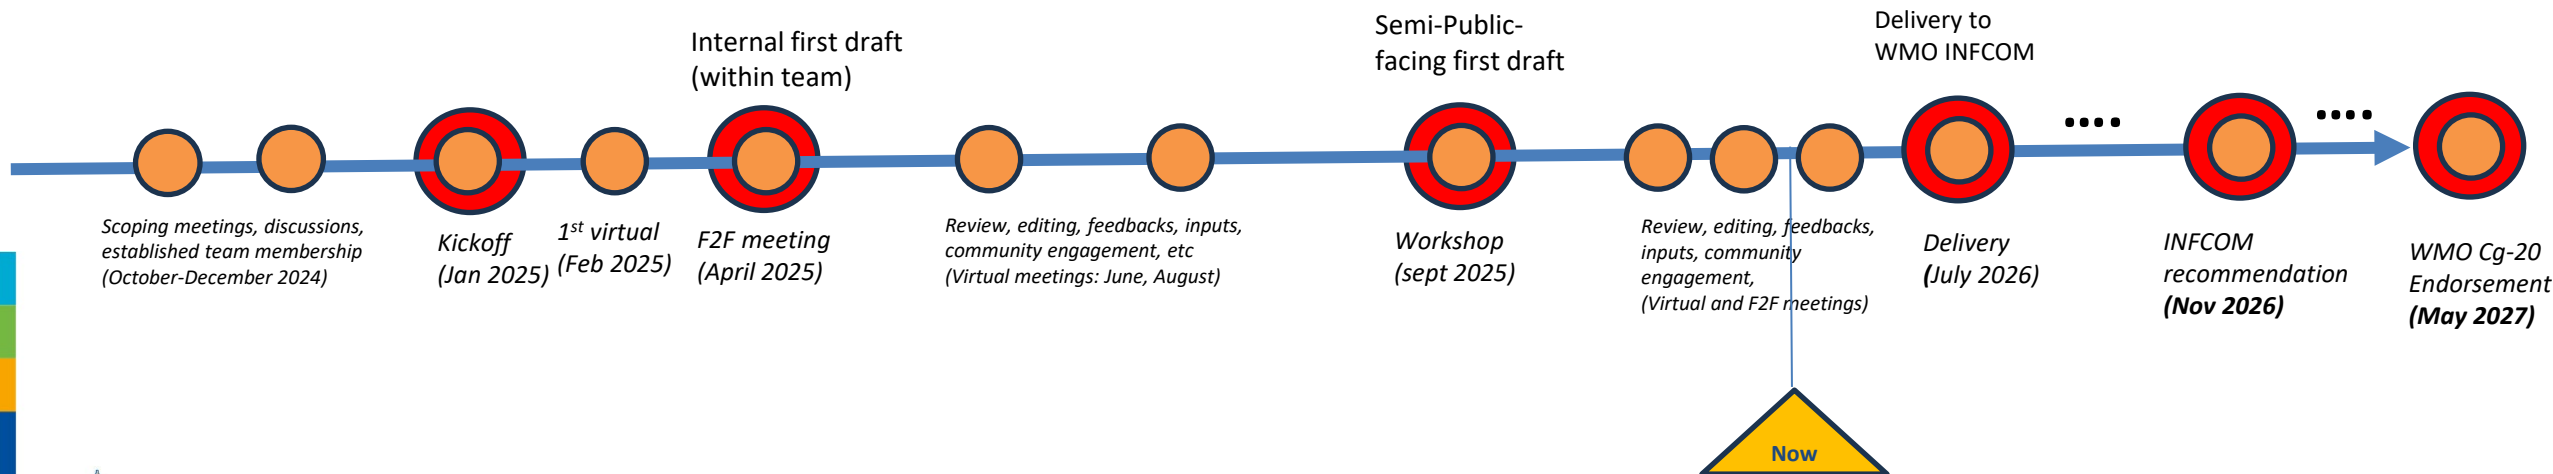 Internal first draft
(within team)
Semi-Public-
facing first draft
Delivery to
WMO INFCOM
....
....
Scoping meetings, discussions,
established team membership
(October-December 2024)
Kickoff
(Jan 2025)
1st virtual
(Feb 2025)
F2F meeting
(April 2025)
Review, editing, feedbacks, inputs,
community engagement, etc
(Virtual meetings: June, August)
Workshop
(sept 2025)
Review, editing, feedbacks,
inputs, community
engagement,
(Virtual and F2F meetings)
Delivery
(July 2026)
INFCOM
recommendation
(Nov 2026)
WMO Cg-20
Endorsement
(May 2027)
Now